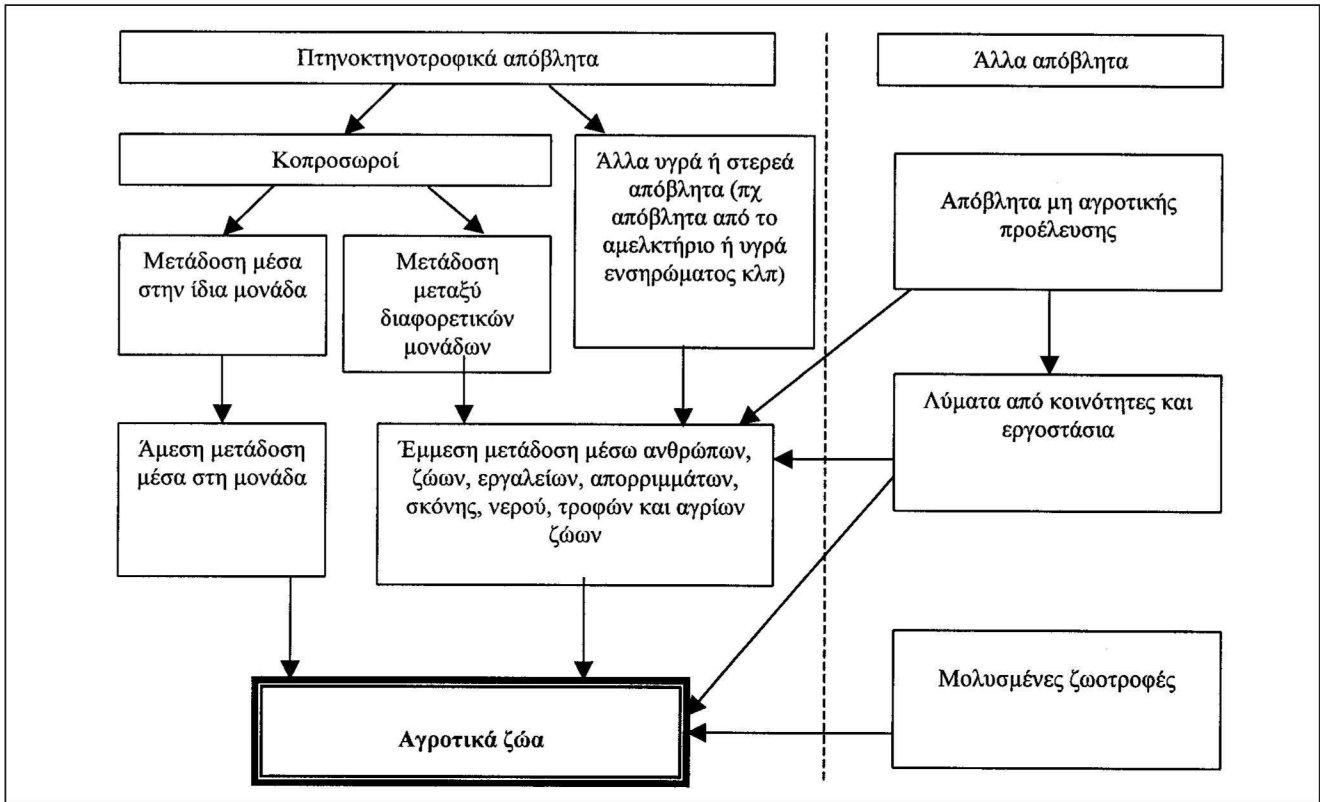 Πτηνοκτηνοτροφικά απόβλητα
Άλλα απόβλητα
Κοπροσωροί
Άλλα υγρά ή στερεά
απόβλητα (πχ
απόβλητα από το
αμελκτήριο ή υγρά
ενσηρώματος κλπ)
Απόβλητα μη αγροτικής
προέλευσης
Μετάδοση μέσα
στην ίδια μονάδα
Μετάδοση
μεταξύ
διαφορετικών
μονάδων
Λύματα από κοινότητες και
εργοστάσια
Άμεση μετάδοση
μέσα στη μονάδα
Έμμεση μετάδοση μέσω ανθρώπων,
ζώων, εργαλείων, απορριμμάτων,
σκόνης, νερού, τροφών και αγρίων
ζώων
Μολυσμένες ζωοτροφές
Αγροτικά ζώα